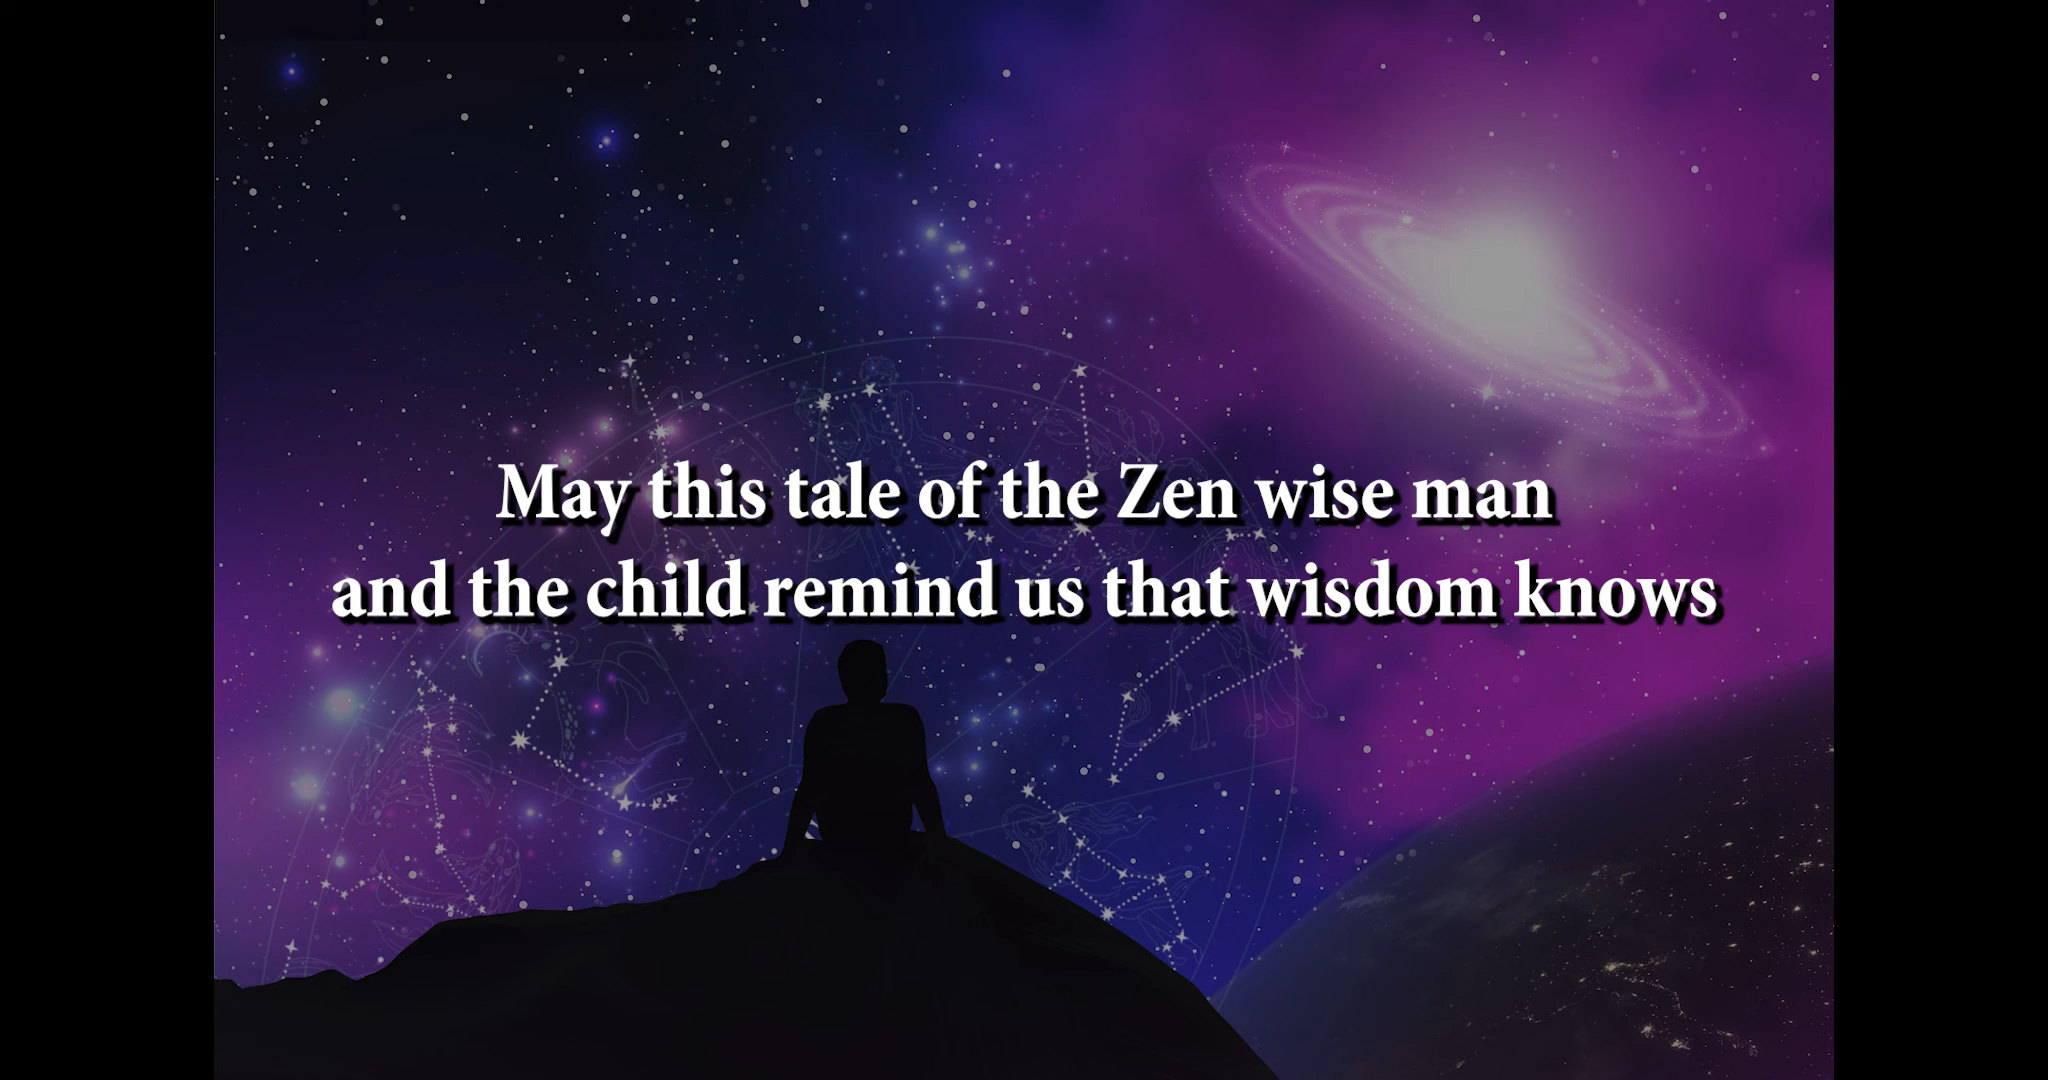 May this tale of the Zen wise man
and the child remind us that wisdom knows